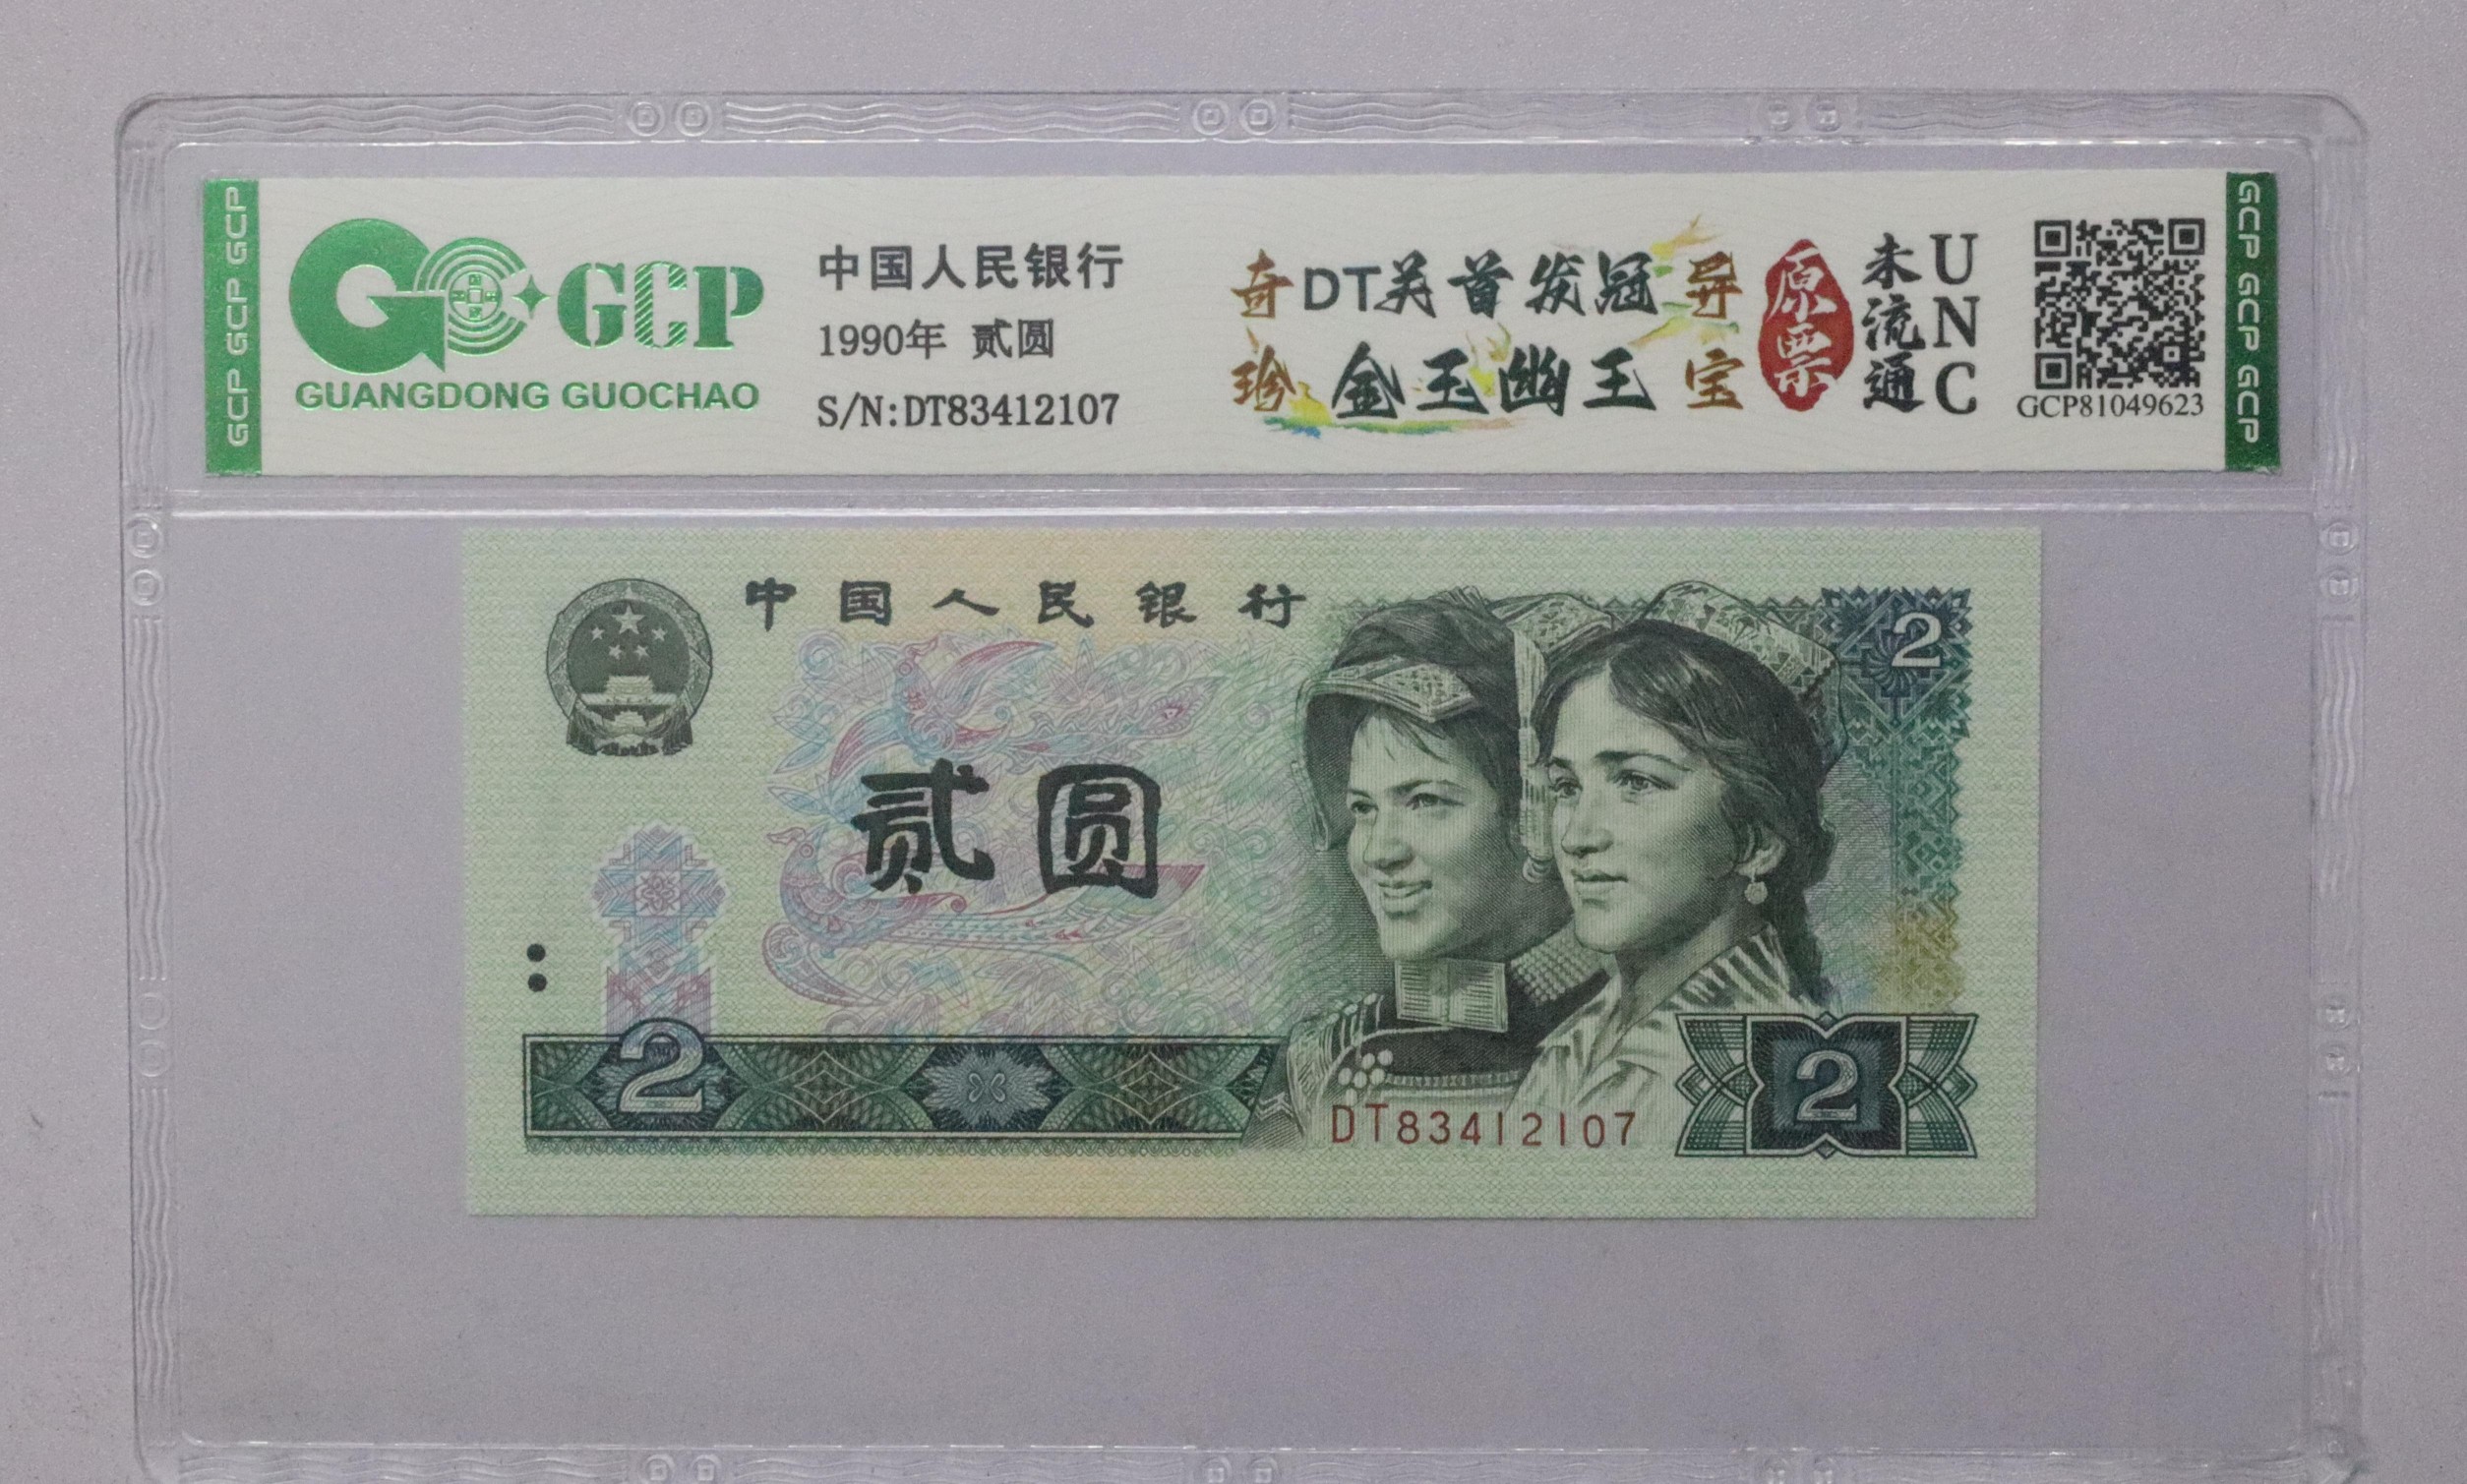 GCP GCP GCP
GCP
GUANGDONG GUOCHAO
中国人民银行
1990年 贰圆
S/N:DT83412107
奇DT关首发冠异
珍金玉幽王宝
原票
未流通
UNC
GCP81049623
GCP GCP GCP
中国人民银行
2
贰圆
2
DT83412107
2